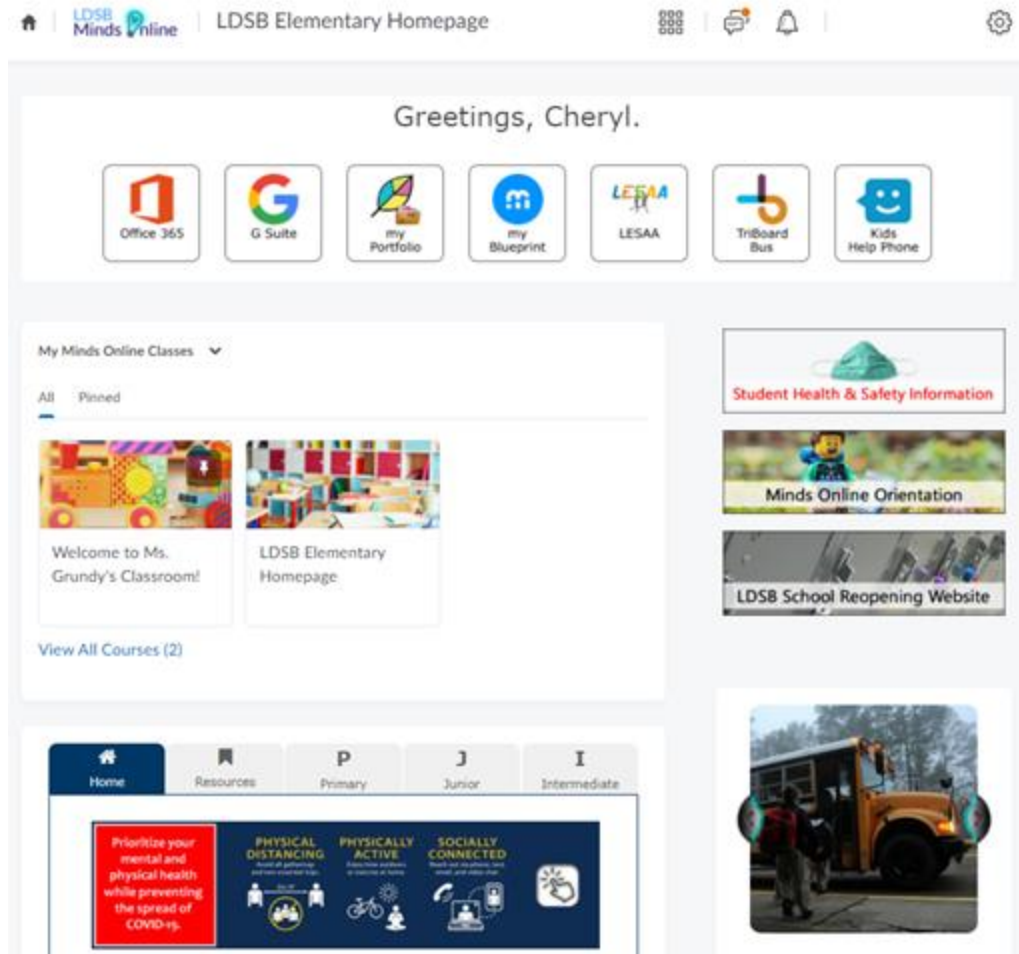 LDSB
Minds Online
LDSB Elementary Homepage
Greetings, Cheryl.
Office 365
G Suite
my
Portfolio
my
Blueprint
LESAA
LESAA
TriBoard
Bus
Kids
Help Phone
My Minds Online Classes
All Pinned
Welcome to Ms.
Grundy's Classroom!
LDSB Elementary
Homepage
View All Courses (2)
Student Health & Safety Information
Minds Online Orientation
LDSB School Reopening Website
Home
Resources
P
Primary
J
Junior
I
Intermediate
Prioritize your
mental and
physical health
while preventing
the spread of
COVID-19.
PHYSICAL
DISTANCING
PHYSICALLY
ACTIVE
SOCIALLY
CONNECTED